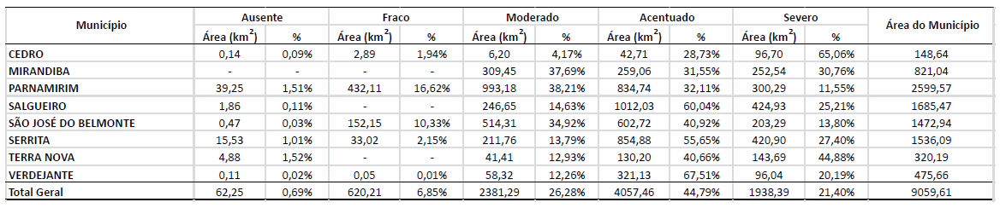 Município Ausente Fraco Moderado Acentuado Severo Área do Município
Área (km²) % Área (km²) % Área (km²) % Área (km²) % Área (km²) %
CEDRO 0,14 0,09% 2,89 1,94% 6,20 4,17% 42,71 28,73% 96,70 65,06% 148,64
MIRANDIBA - - - - 309,45 37,69% 259,06 31,55% 252,54 30,76% 821,04
PARNAMIRIM 39,25 1,51% 432,11 16,62% 993,18 38,21% 834,74 32,11% 300,29 11,55% 2599,57
SALGUEIRO 1,86 0,11% - - 246,65 14,63% 1012,03 60,04% 424,93 25,21% 1685,47
SÃO JOSÉ DO BELMONTE 0,47 0,03% 152,15 10,33% 514,31 34,92% 602,72 40,92% 203,29 13,80% 1472,94
SERRITA 15,53 1,01% 33,02 2,15% 211,76 13,79% 854,88 55,65% 420,90 27,40% 1536,09
TERRA NOVA 4,88 1,52% - - 41,41 12,93% 130,20 40,66% 143,69 44,88% 320,19
VERDEJANTE 0,11 0,02% 0,05 0,01% 58,32 12,26% 321,13 67,51% 96,04 20,19% 475,66
Total Geral 62,25 0,69% 620,21 6,85% 2381,29 26,28% 4057,46 44,79% 1938,39 21,40% 9059,61